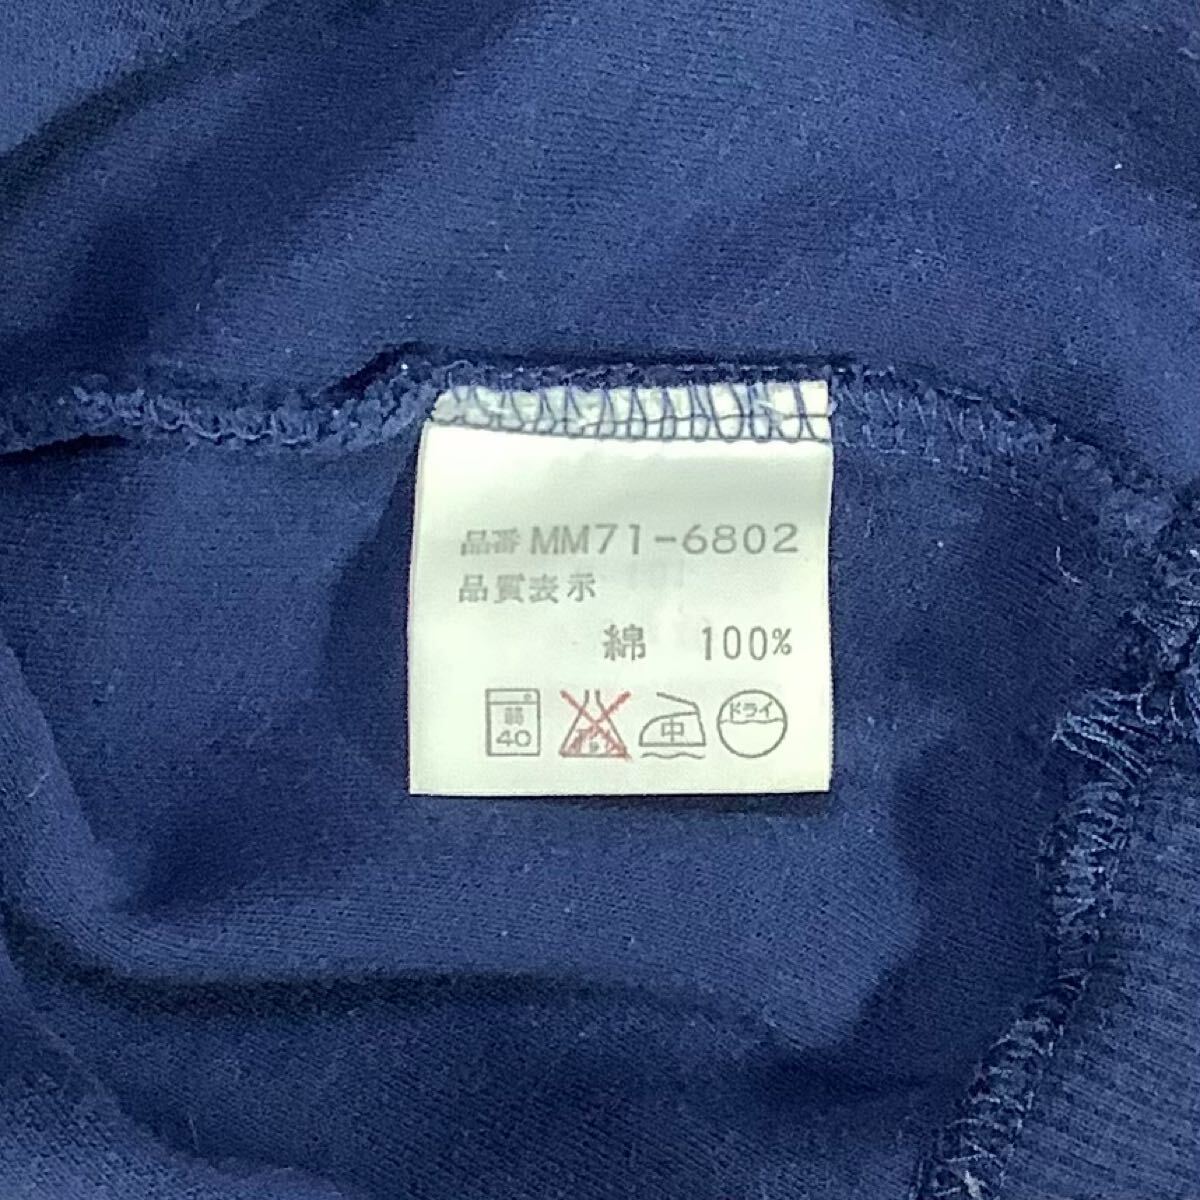 品番 MM71-6802
品質表示
綿 100%
弱 40 中 ドライ